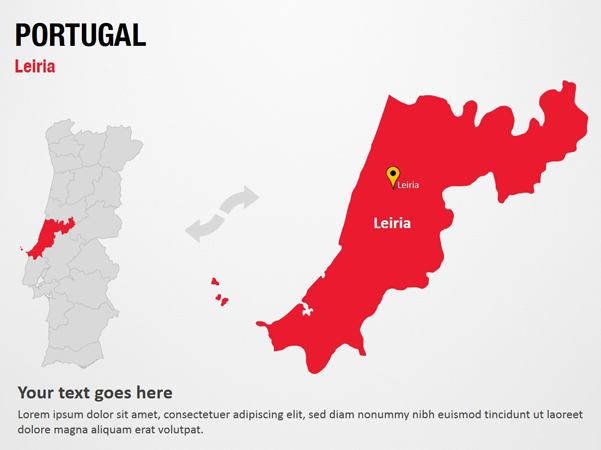 PORTUGAL
Leiria
Leiria
Leiria
Your text goes here
Lorem ipsum dolor sit amet, consectetuer adipiscing elit, sed diam nonummy nibh euismod tincidunt ut laoreet
dolore magna aliquam erat volutpat.